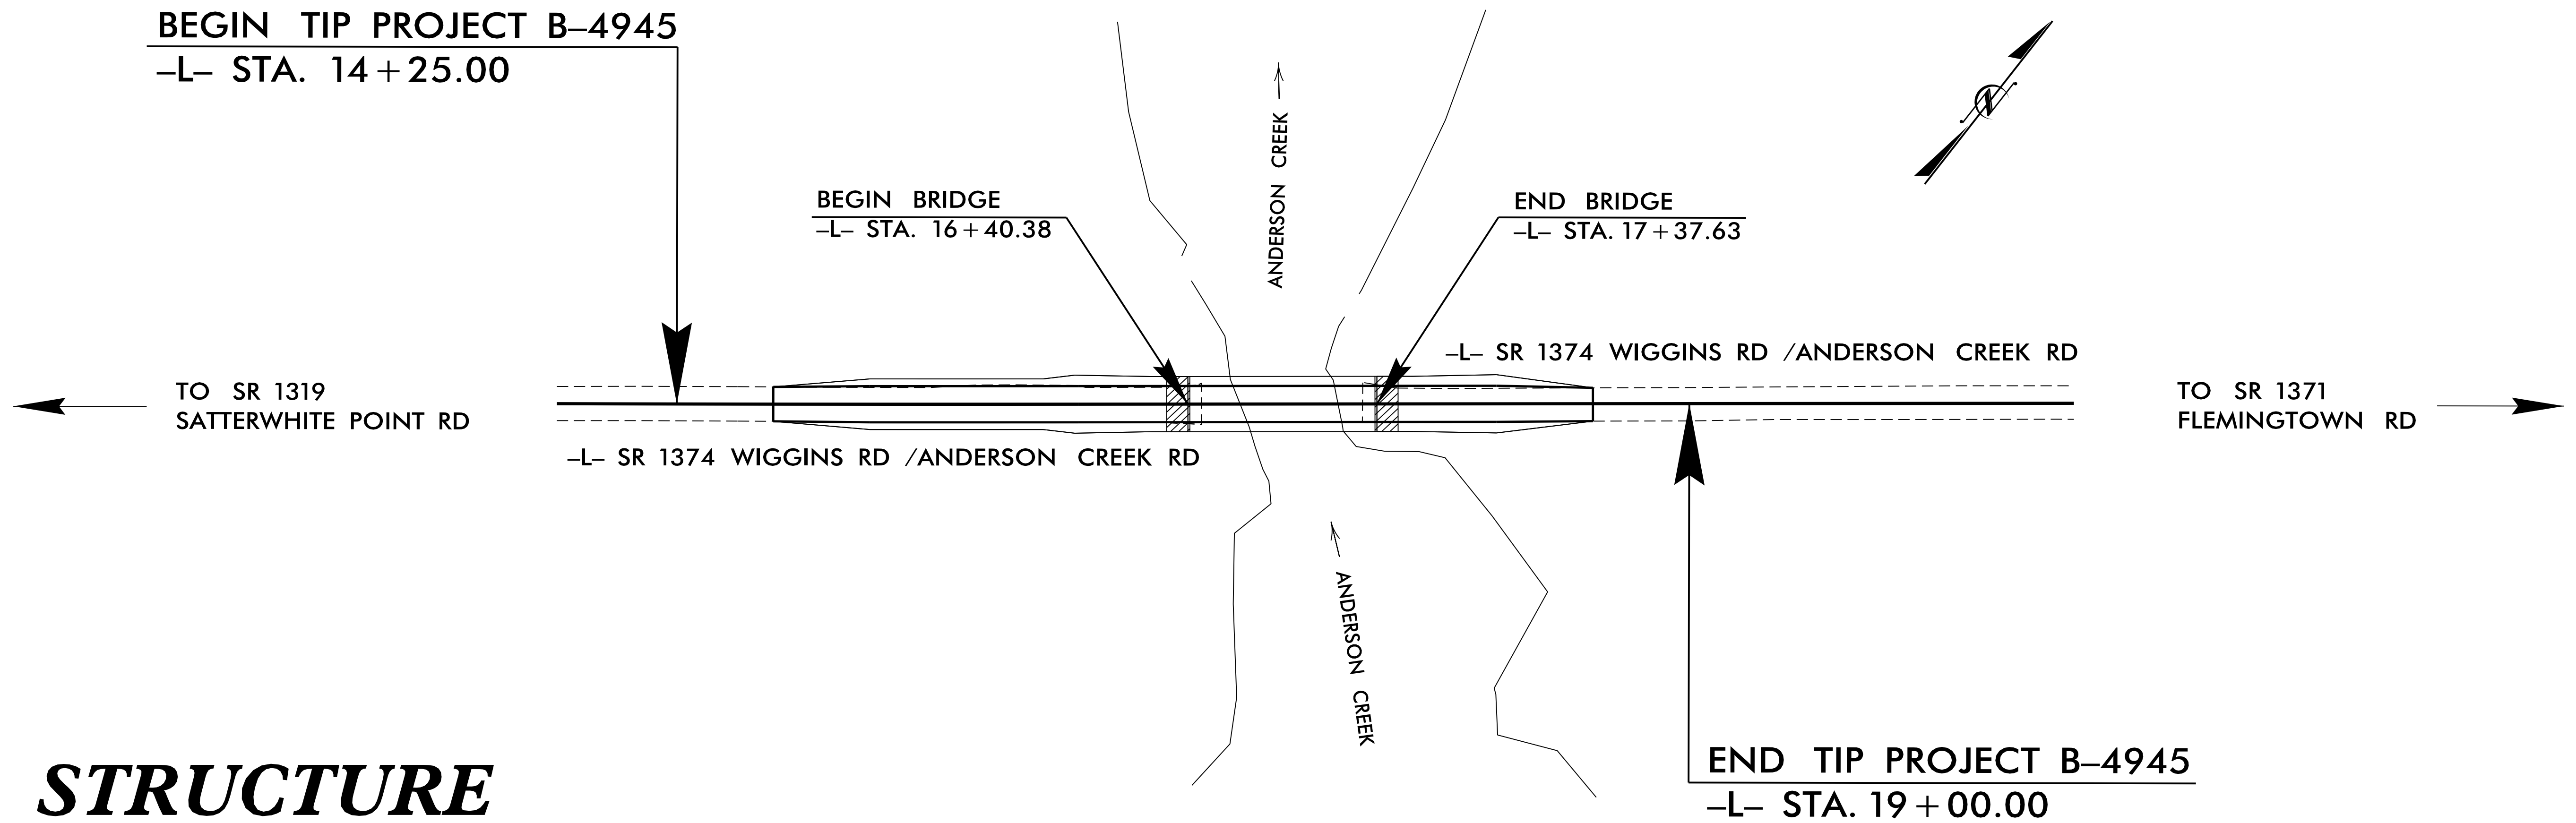 BEGIN TIP PROJECT B–4945
–L– STA. 14+25.00
ANDERSON CREEK
N
BEGIN BRIDGE
–L– STA. 16+40.38
END BRIDGE
–L– STA. 17+37.63
–L– SR 1374 WIGGINS RD /ANDERSON CREEK RD
TO SR 1319
SATTERWHITE POINT RD
TO SR 1371
FLEMINGTOWN RD
–L– SR 1374 WIGGINS RD /ANDERSON CREEK RD
ANDERSON CREEK
END TIP PROJECT B–4945
–L– STA. 19+00.00
STRUCTURE